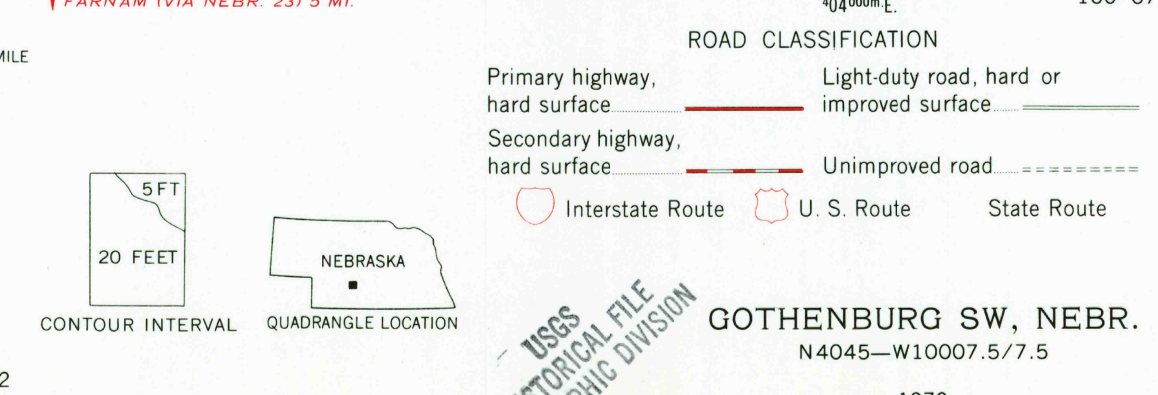 FARNAM (VIA NEBR. 23) 5 MI.
404000m.E.
MILE
ROAD CLASSIFICATION
Primary highway,
hard surface
Light-duty road, hard or
improved surface
Secondary highway,
hard surface
Unimproved road
Interstate Route
U. S. Route
State Route
5 FT
20 FEET
CONTOUR INTERVAL
NEBRASKA
QUADRANGLE LOCATION
USGS
HISTORICAL FILE
GOTHENBURG SW, NEBR.
N4045—W10007.5/7.5
DIVISION
2